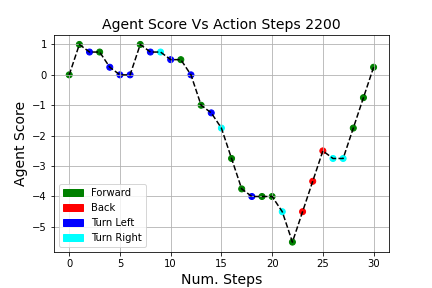 Agent Score Vs Action Steps 2200
Agent Score
1
0
−1
−2
−3
−4
−5
Forward
Back
Turn Left
Turn Right
0 5 10 15 20 25 30
Num. Steps